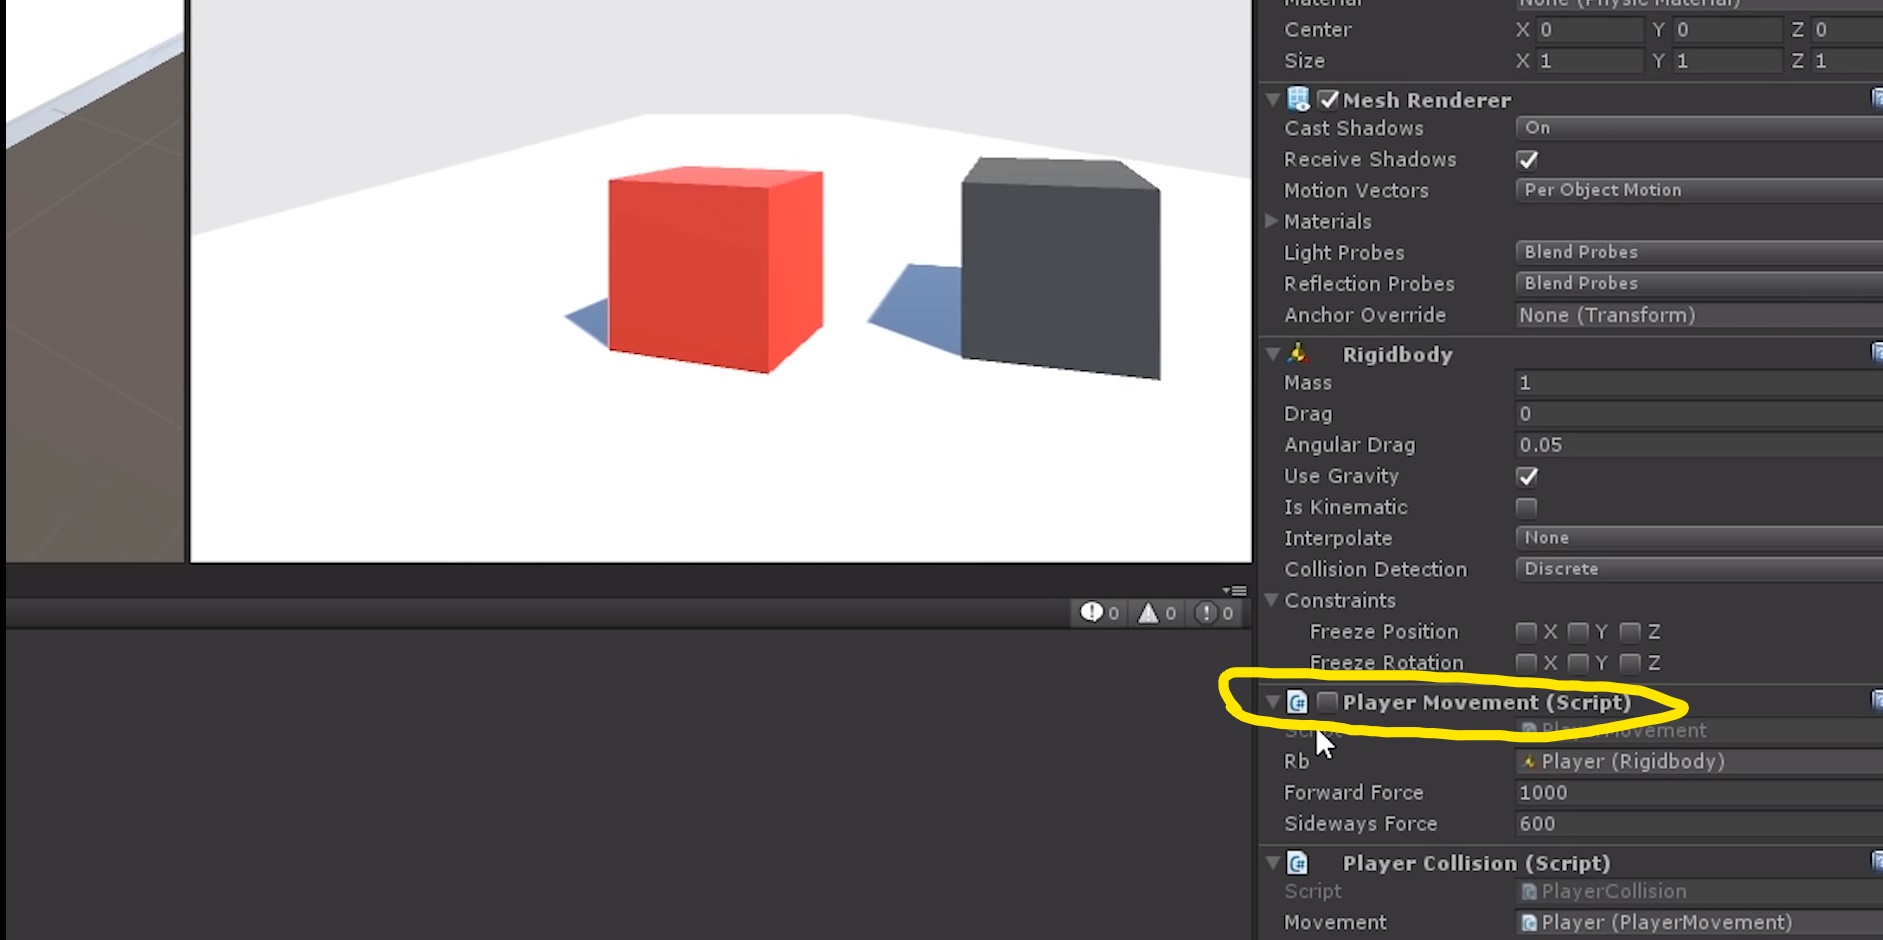 Material None (Physic Material)
Center X 0 Y 0 Z 0
Size X 1 Y 1 Z 1
Mesh Renderer
Cast Shadows On
Receive Shadows
Motion Vectors Per Object Motion
Materials
Light Probes Blend Probes
Reflection Probes Blend Probes
Anchor Override None (Transform)
Rigidbody
Mass 1
Drag 0
Angular Drag 0.05
Use Gravity
Is Kinematic
Interpolate None
Collision Detection Discrete
Constraints
0 0 0
Freeze Position X Y Z
Freeze Rotation X Y Z
C# Player Movement (Script)
Script PlayerMovement
Rb Player (Rigidbody)
Forward Force 1000
Sideways Force 600
C# Player Collision (Script)
Script PlayerCollision
Movement Player (PlayerMovement)